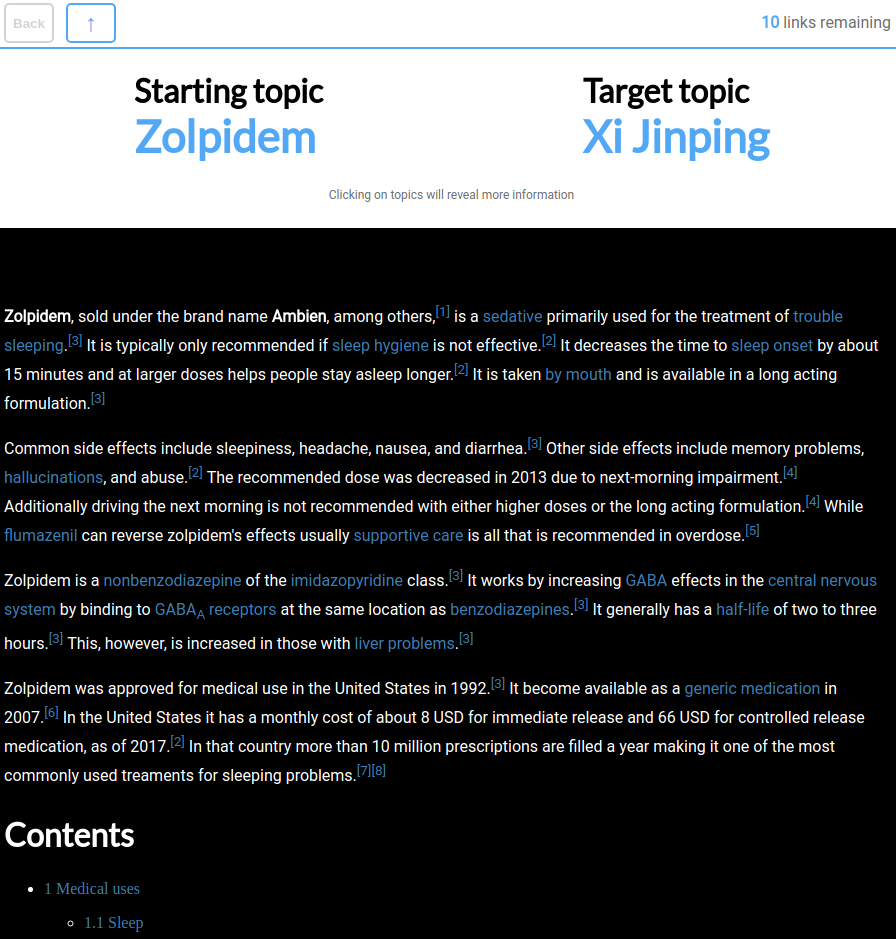 Back
↑
10 links remaining
Starting topic
Zolpidem
Target topic
Xi Jinping
Clicking on topics will reveal more information
Zolpidem, sold under the brand name Ambien, among others,[1] is a sedative primarily used for the treatment of trouble
sleeping.[3] It is typically only recommended if sleep hygiene is not effective.[2] It decreases the time to sleep onset by about
15 minutes and at larger doses helps people stay asleep longer.[2] It is taken by mouth and is available in a long acting
formulation.[3]
Common side effects include sleepiness, headache, nausea, and diarrhea.[3] Other side effects include memory problems,
hallucinations, and abuse.[2] The recommended dose was decreased in 2013 due to next-morning impairment.[4]
Additionally driving the next morning is not recommended with either higher doses or the long acting formulation.[4] While
flumazenil can reverse zolpidem's effects usually supportive care is all that is recommended in overdose.[5]
Zolpidem is a nonbenzodiazepine of the imidazopyridine class.[3] It works by increasing GABA effects in the central nervous
system by binding to GABAA receptors at the same location as benzodiazepines.[3] It generally has a half-life of two to three
hours.[3] This, however, is increased in those with liver problems.[3]
Zolpidem was approved for medical use in the United States in 1992.[3] It become available as a generic medication in
2007.[6] In the United States it has a monthly cost of about 8 USD for immediate release and 66 USD for controlled release
medication, as of 2017.[2] In that country more than 10 million prescriptions are filled a year making it one of the most
commonly used treaments for sleeping problems.[7][8]
Contents
1 Medical uses
1.1 Sleep